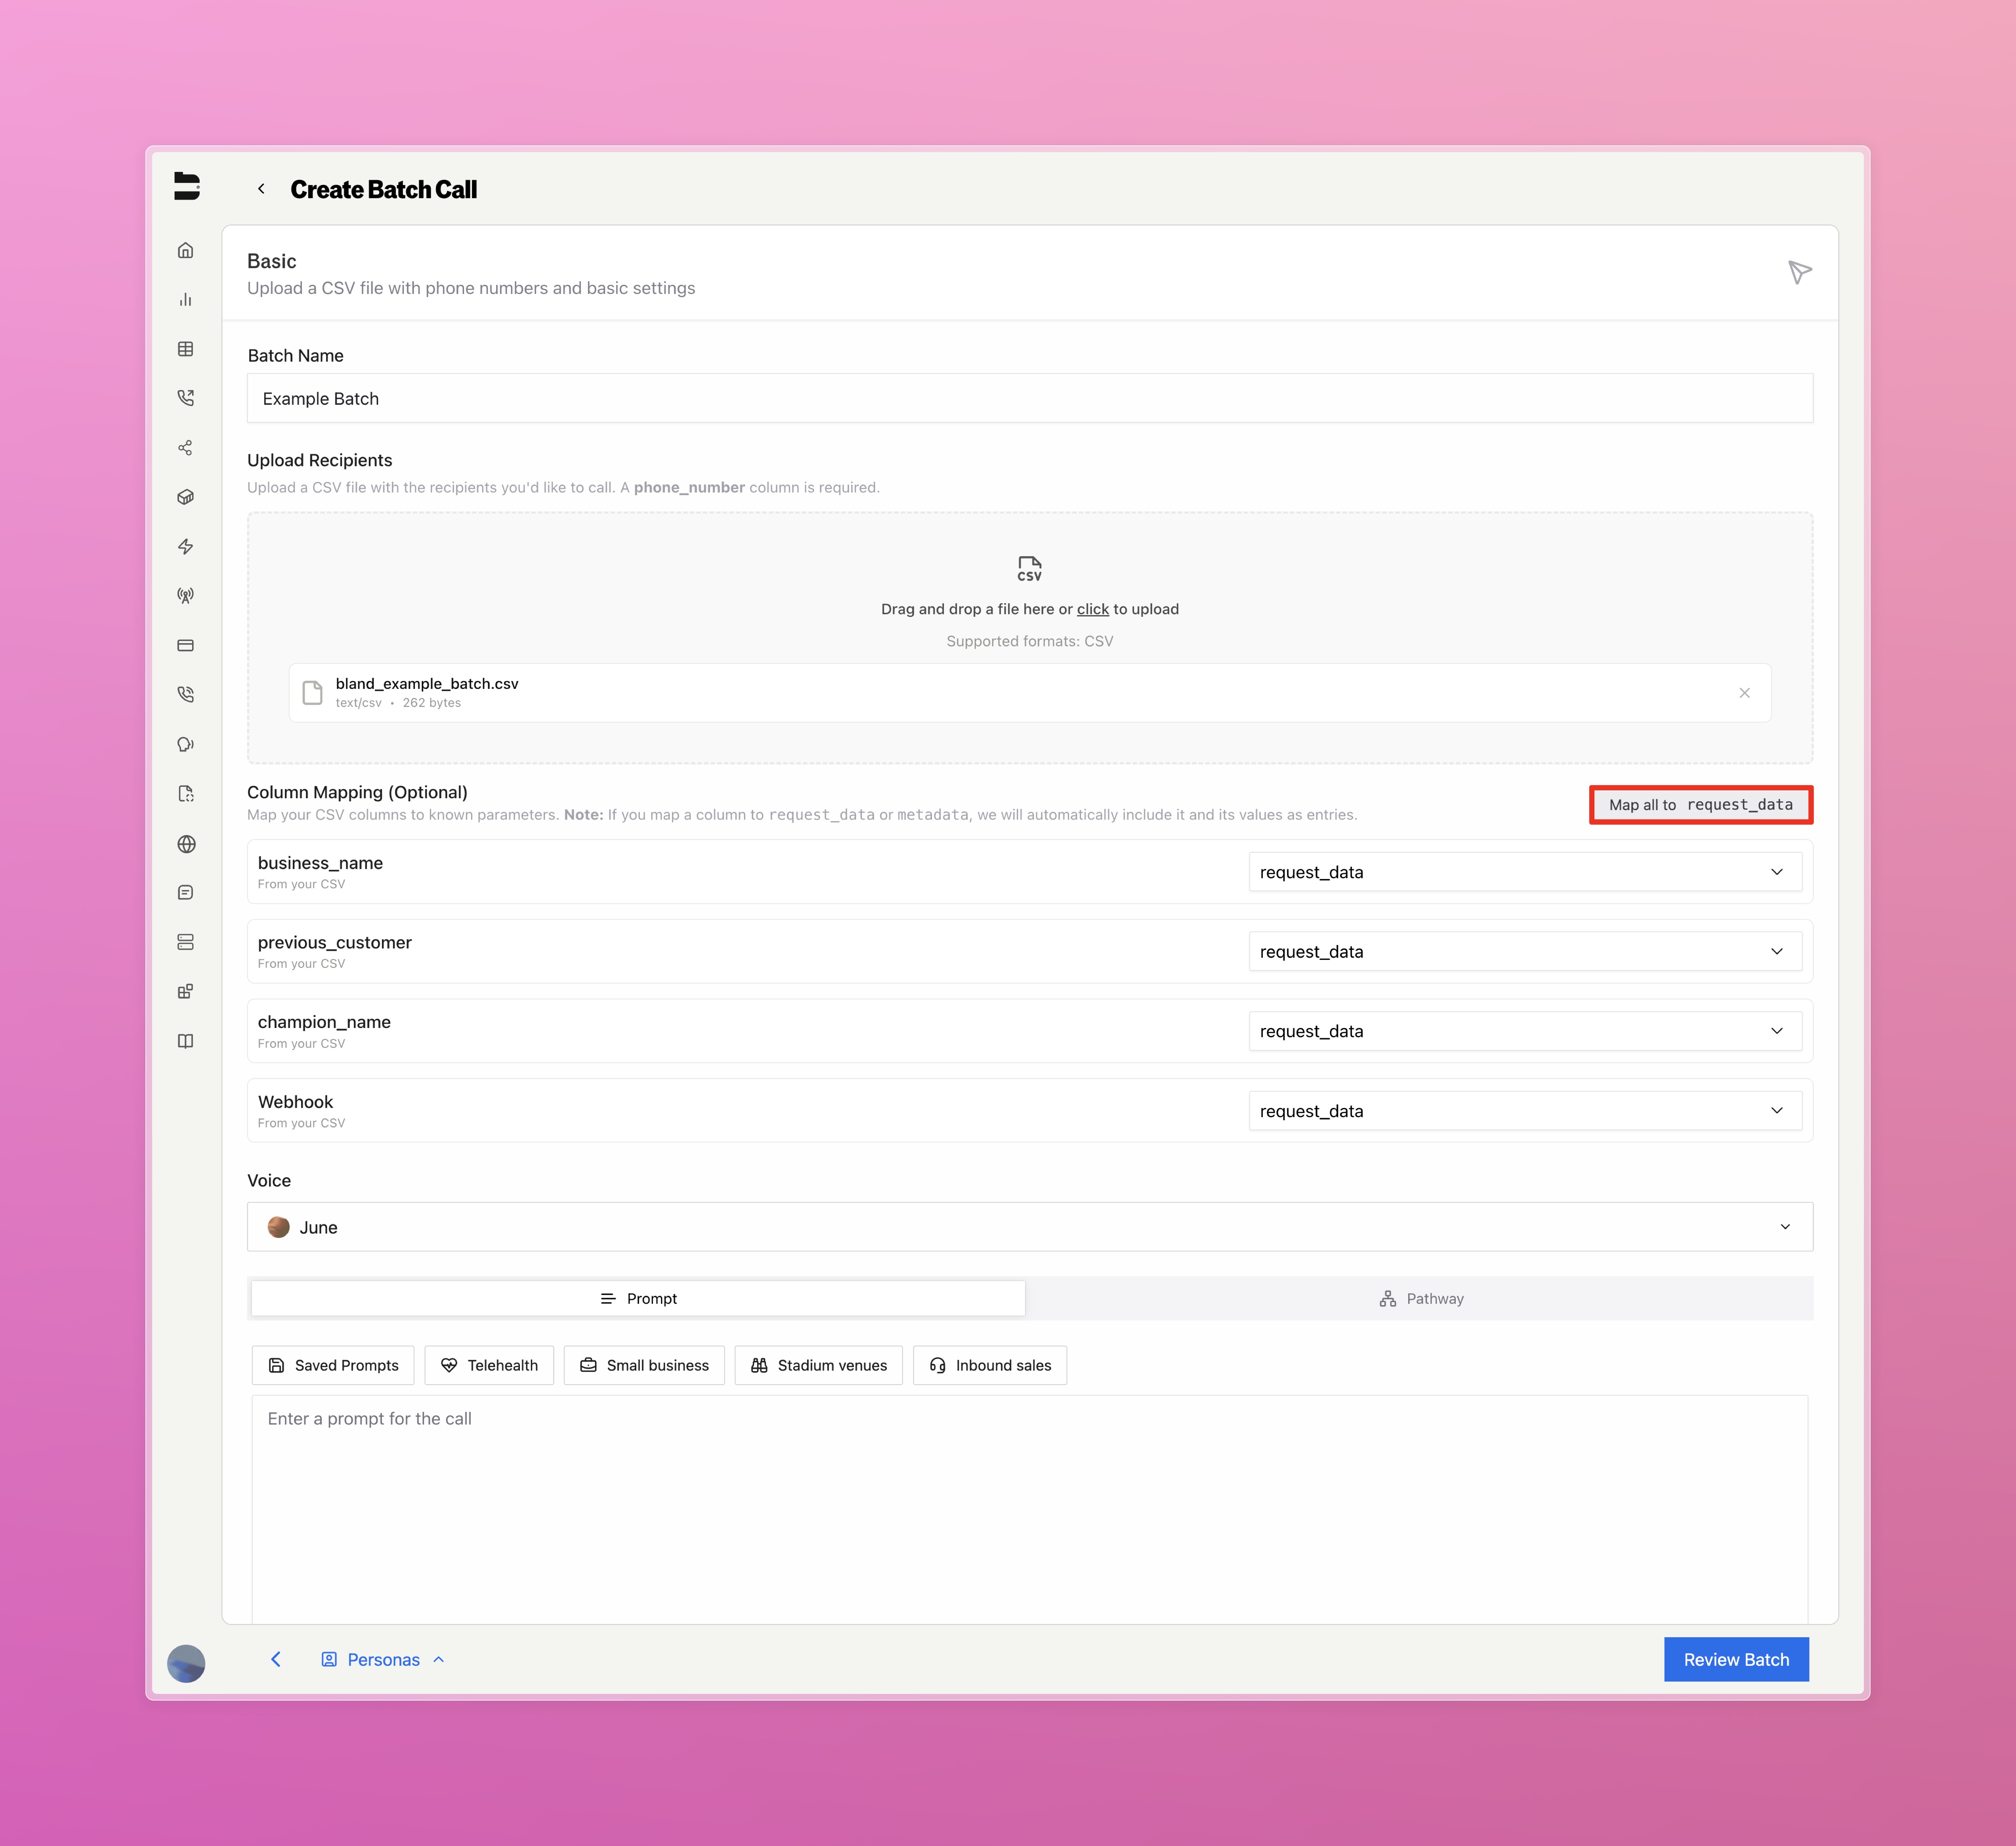 Create Batch Call
Basic
Upload a CSV file with phone numbers and basic settings
Batch Name
Example Batch
Upload Recipients
Upload a CSV file with the recipients you'd like to call. A phone_number column is required.
CSV
Drag and drop a file here or click to upload
Supported formats: CSV
bland_example_batch.csv
text/csv • 262 bytes
Column Mapping (Optional)
Map your CSV columns to known parameters. Note: If you map a column to request_data or metadata, we will automatically include it and its values as entries.
Map all to request_data
business_name
From your CSV
request_data
previous_customer
From your CSV
request_data
champion_name
From your CSV
request_data
Webhook
From your CSV
request_data
Voice
June
Prompt
Pathway
Saved Prompts
Telehealth
Small business
Stadium venues
Inbound sales
Enter a prompt for the call
Personas
Review Batch